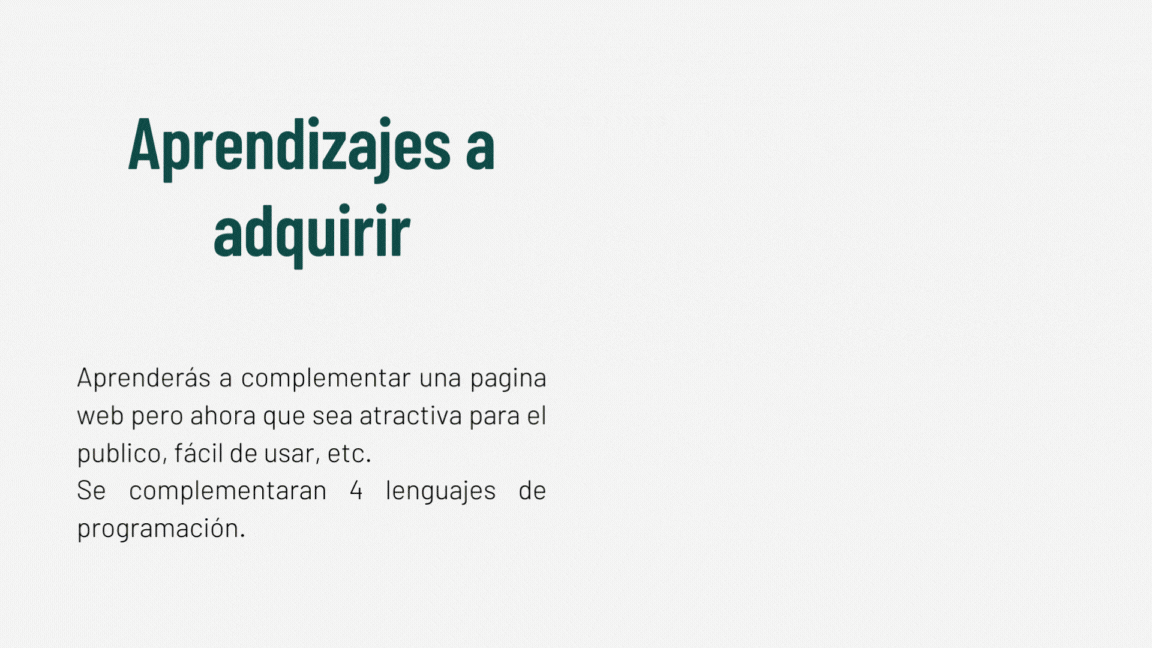 Aprendizajes a
adquirir
Aprenderás a complementar una pagina
web pero ahora que sea atractiva para el
publico, fácil de usar, etc.
Se complementaran 4 lenguajes de
programación.